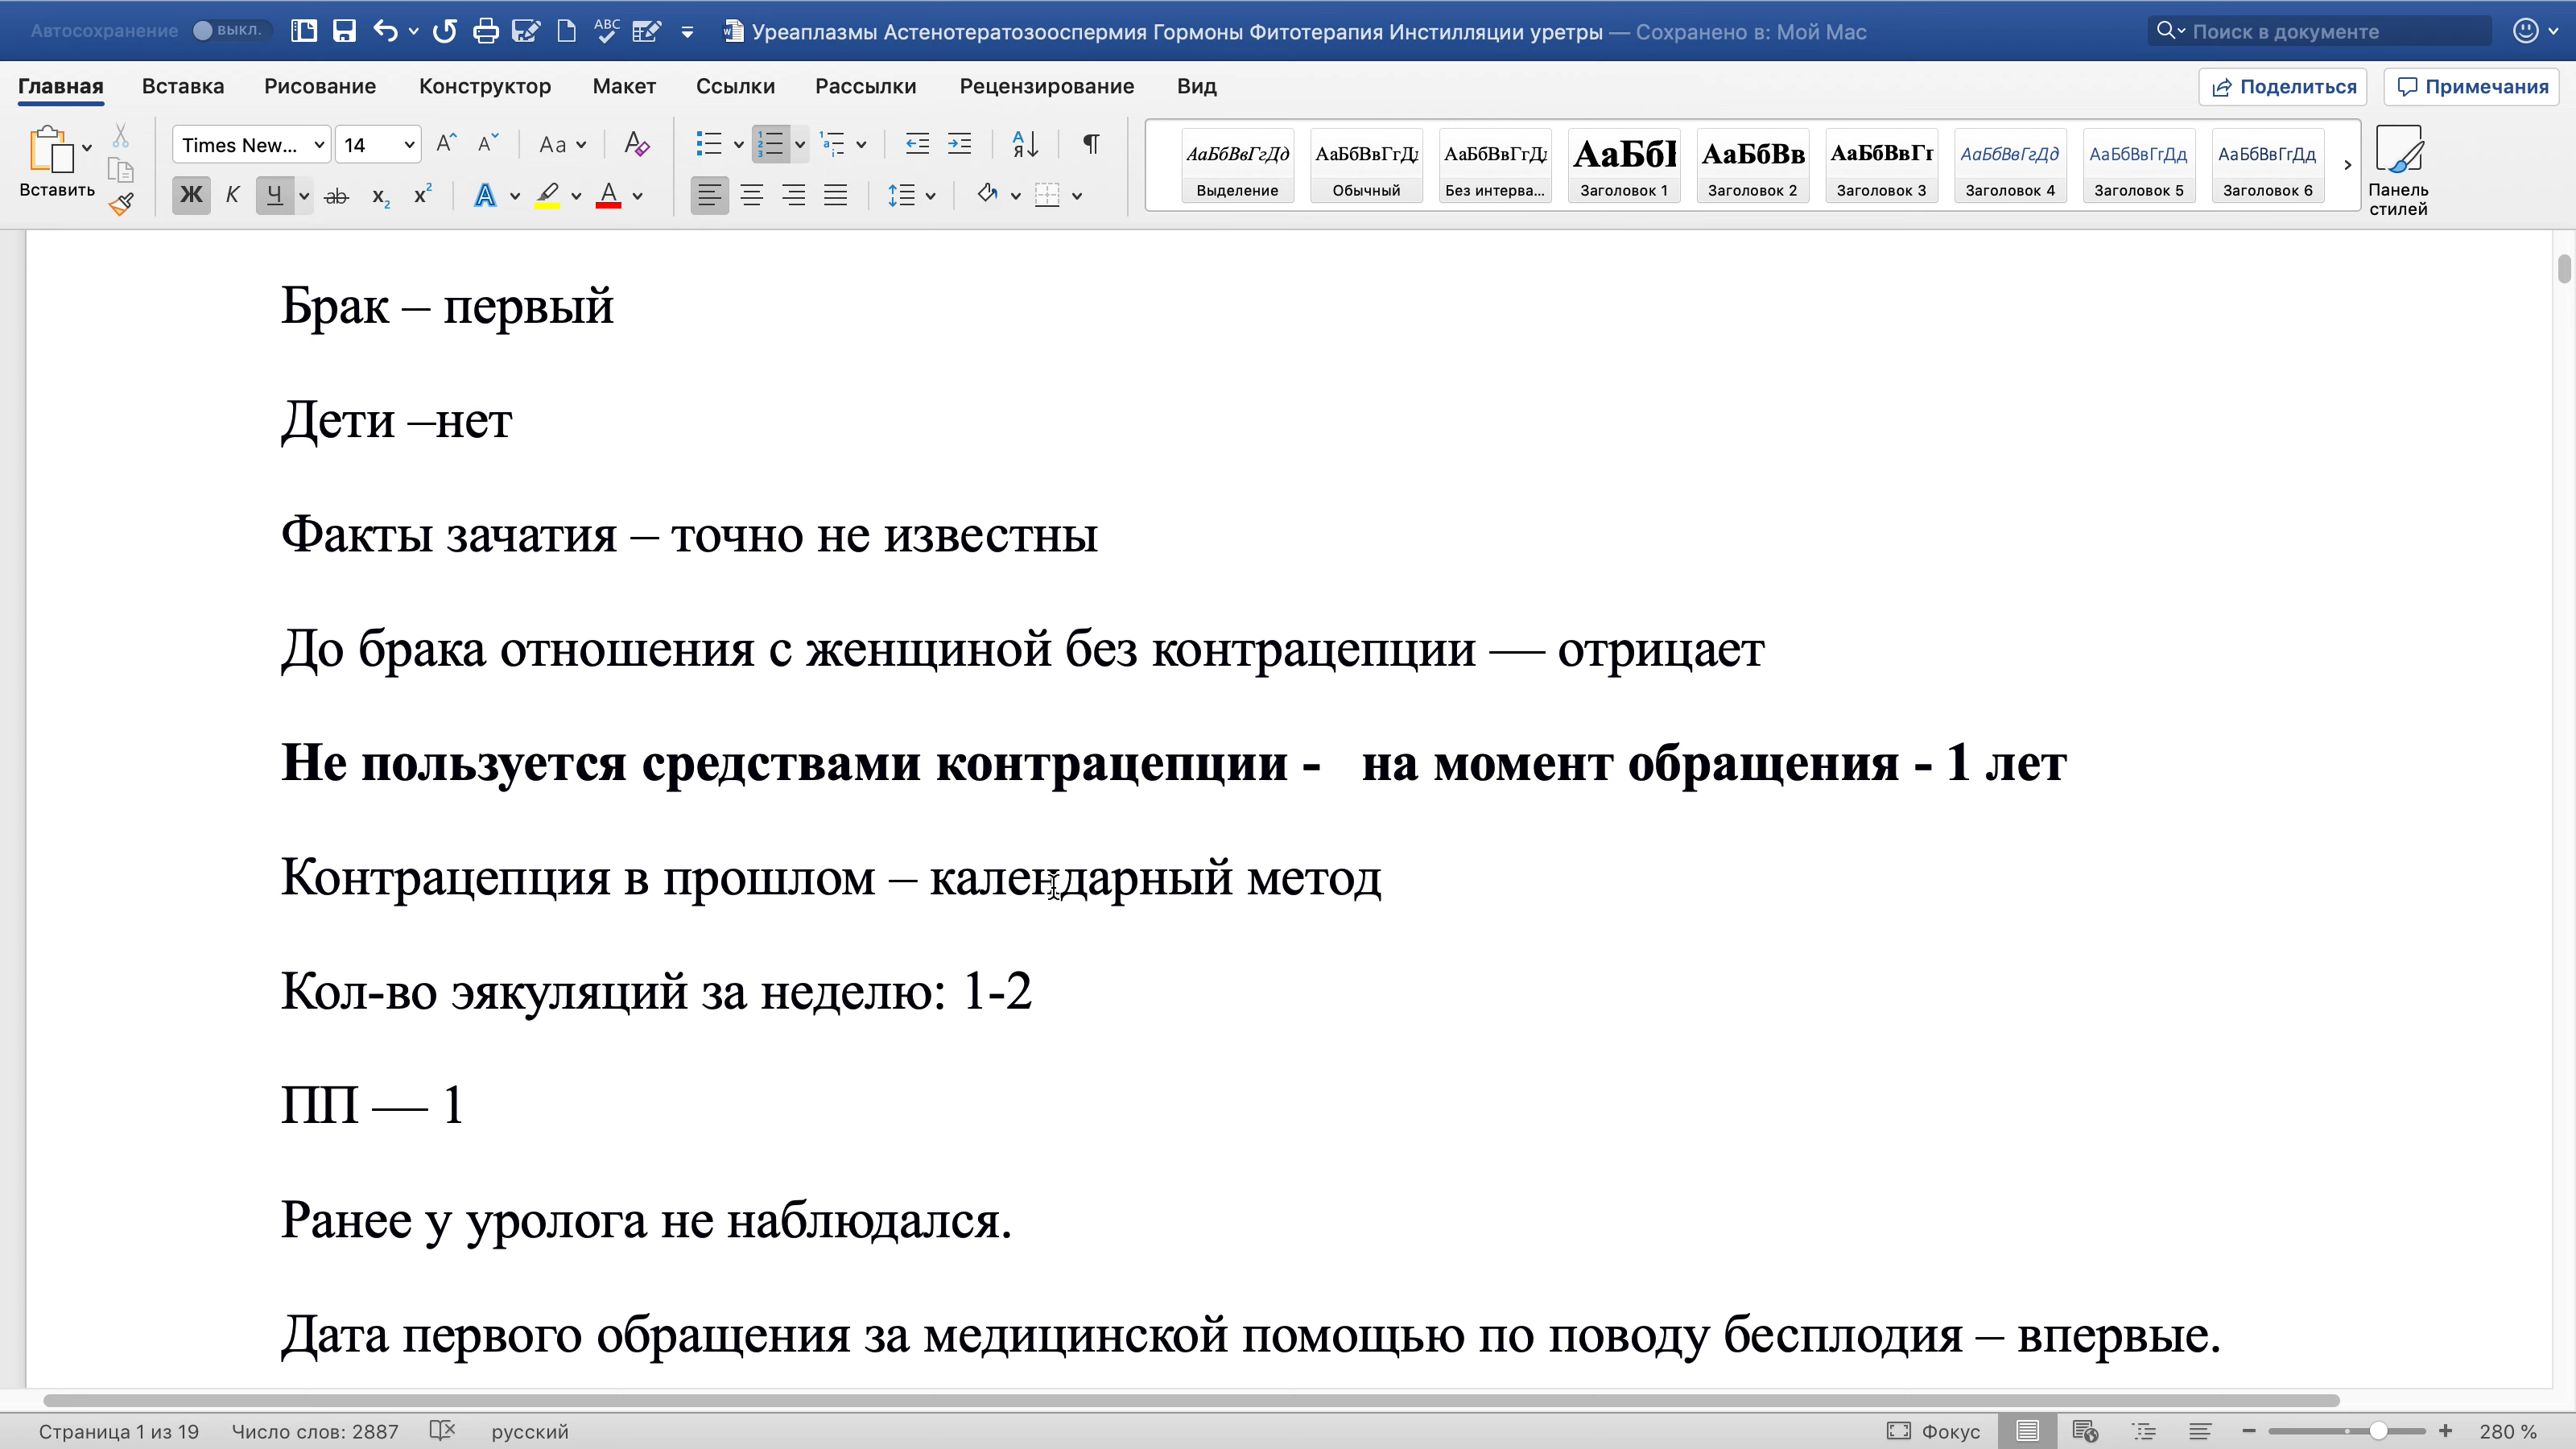 Автосохранение ВЫКЛ. ABC Уреаплазмы Астенотератозооспермия Гормоны Фитотерапия Инстилляции уретры — Сохранено в: Мой Mac Поиск в документе
Главная Вставка Рисование Конструктор Макет Ссылки Рассылки Рецензирование Вид Поделиться Примечания
Вставить Times New... 14 Аа
Ж К Ч ab X₂ X² А А
АаБбВвГгДд АаБбВвГгДд АаБбВвГгДд АаБбI АаБбВв АаБбВвГг АаБбВвГгДд АаБбВвГгДд АаБбВвГгДд
Выделение Обычный Без интерва... Заголовок 1 Заголовок 2 Заголовок 3 Заголовок 4 Заголовок 5 Заголовок 6 Панель стилей
Брак – первый
Дети –нет
Факты зачатия – точно не известны
До брака отношения с женщиной без контрацепции — отрицает
Не пользуется средствами контрацепции - на момент обращения - 1 лет
Контрацепция в прошлом – календарный метод
Кол-во эякуляций за неделю: 1-2
ПП — 1
Ранее у уролога не наблюдался.
Дата первого обращения за медицинской помощью по поводу бесплодия – впервые.
Страница 1 из 19 Число слов: 2887 русский Фокус 280 %